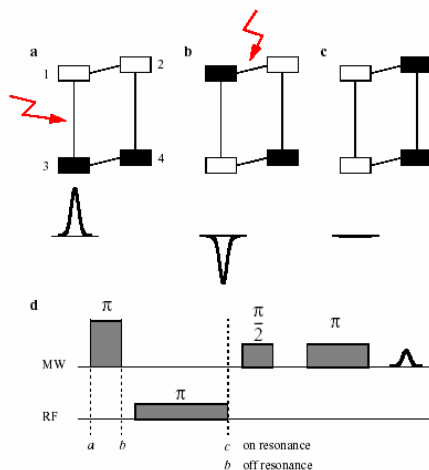 a b c
1 2
3 4
d
π π/2 π
MW
π
RF
a b c on resonance
b off resonance